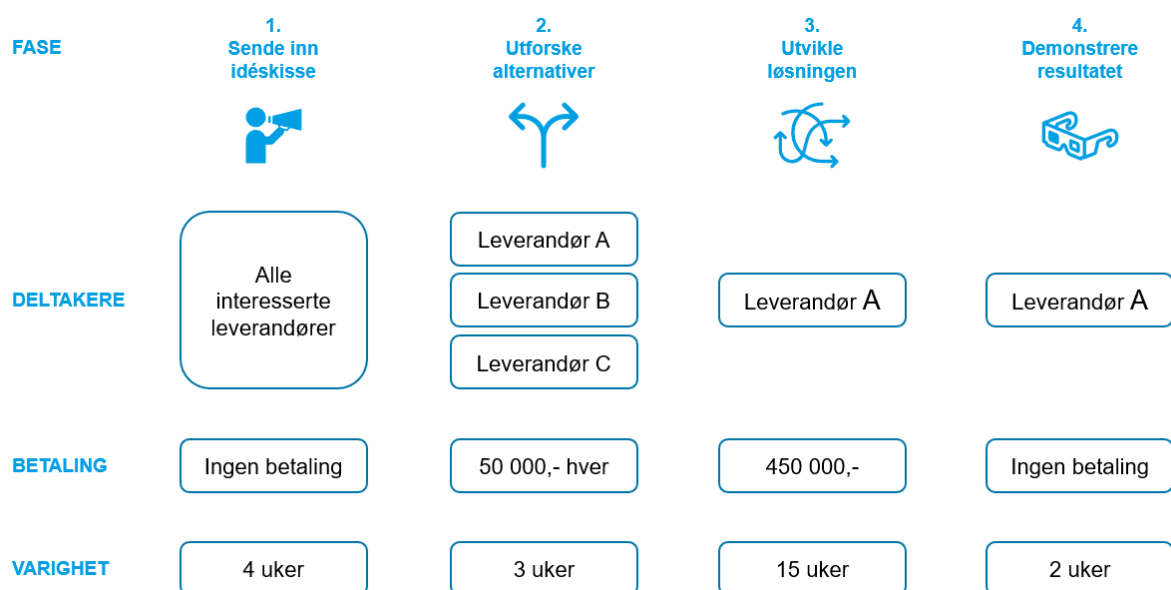 FASE
1.
Sende inn
idéskisse
2.
Utforske
alternativer
3.
Utvikle
løsningen
4.
Demonstrere
resultatet
DELTAKERE
Alle
interesserte
leverandører
Leverandør A
Leverandør B
Leverandør C
Leverandør A
Leverandør A
BETALING
Ingen betaling
50 000,- hver
450 000,-
Ingen betaling
VARIGHET
4 uker
3 uker
15 uker
2 uker